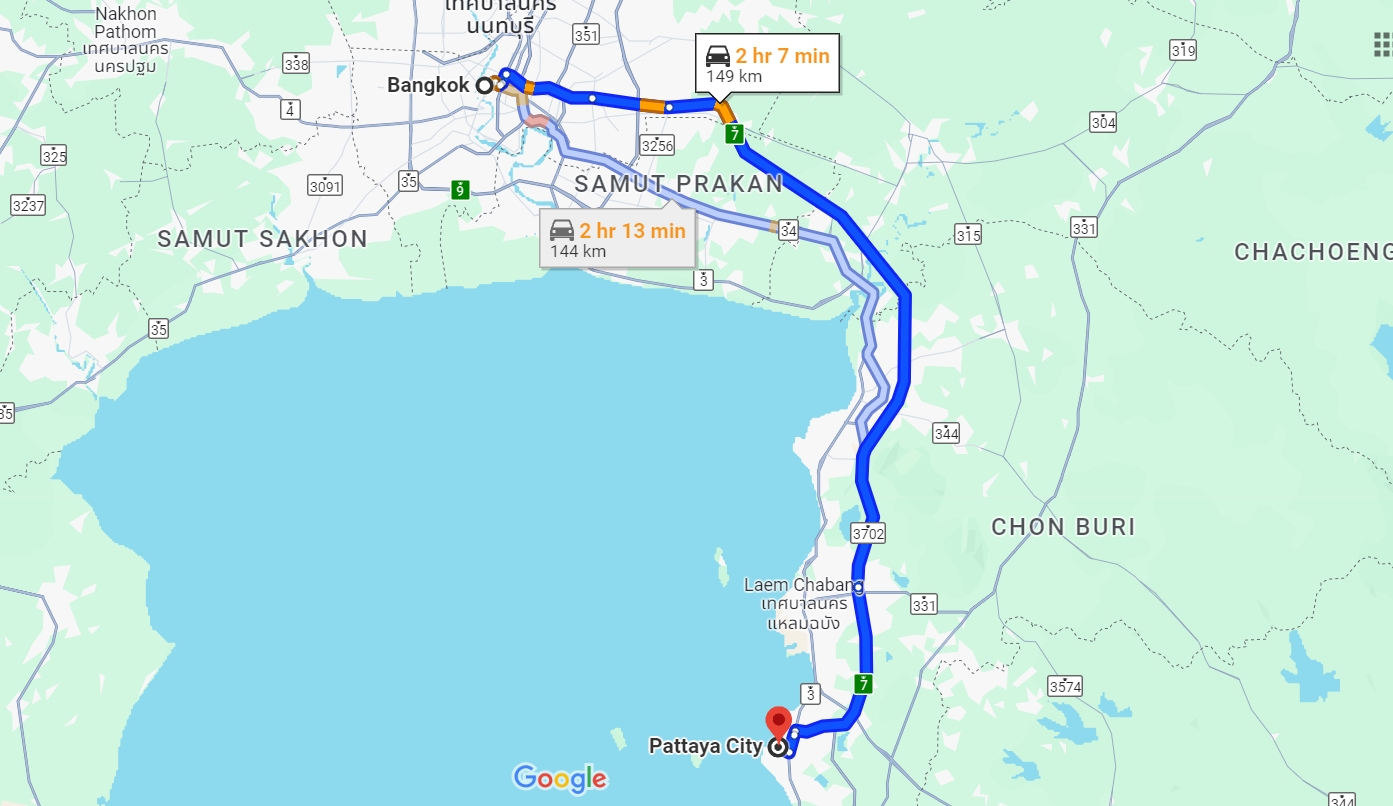 Nakhon
Pathom
เทศบาลนคร
นครปฐม
เทศบาลนคร
นนทบุรี
351
319
338
2 hr 7 min
149 km
Bangkok
4
304
7
3256
325
3091
35
9
SAMUT PRAKAN
3237
331
34
315
2 hr 13 min
144 km
SAMUT SAKHON
CHACHOENG
3
35
35
344
CHON BURI
3702
Laem Chabang
เทศบาลนคร
แหลมฉบัง
331
7
3574
3
Pattaya City
Google
344